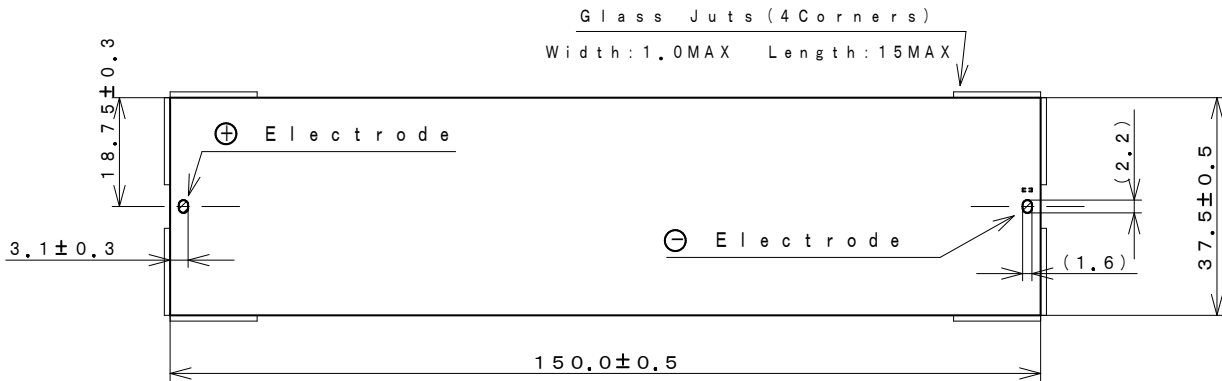 Glass Juts(4Corners)
Width:1.0MAX Length:15MAX
18.75±0.3
⊕ Electrode
(2.2)
37.5±0.5
3.1±0.3
⊖ Electrode
(1.6)
150.0±0.5